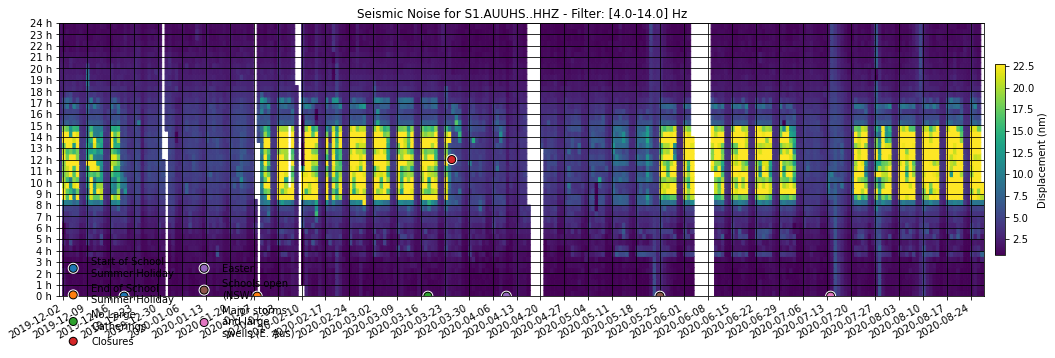 Seismic Noise for S1.AUUHS..HHZ - Filter: [4.0-14.0] Hz
24 h
23 h
22 h
21 h
20 h
19 h
18 h
17 h
16 h
15 h
14 h
13 h
12 h
11 h
10 h
9 h
8 h
7 h
6 h
5 h
4 h
3 h
2 h
1 h
0 h
22.5
20.0
17.5
15.0
12.5
10.0
7.5
5.0
2.5
Displacement (nm)
Start of School
Summer Holiday
End of School
Summer Holiday
No Large
Gatherings
Closures
Easter
Schools open
(NSW)
Major storms
and large
swells(E. Aus)
2019-12-02
2019-12-09
2019-12-16
2020-01-06
2020-01-13
2020-02-17
2020-02-24
2020-03-02
2020-03-09
2020-03-16
2020-03-23
2020-03-30
2020-04-06
2020-04-13
2020-04-20
2020-04-27
2020-05-04
2020-05-11
2020-05-18
2020-05-25
2020-06-01
2020-06-08
2020-06-15
2020-06-22
2020-06-29
2020-07-06
2020-07-13
2020-07-20
2020-07-27
2020-08-03
2020-08-10
2020-08-17
2020-08-24